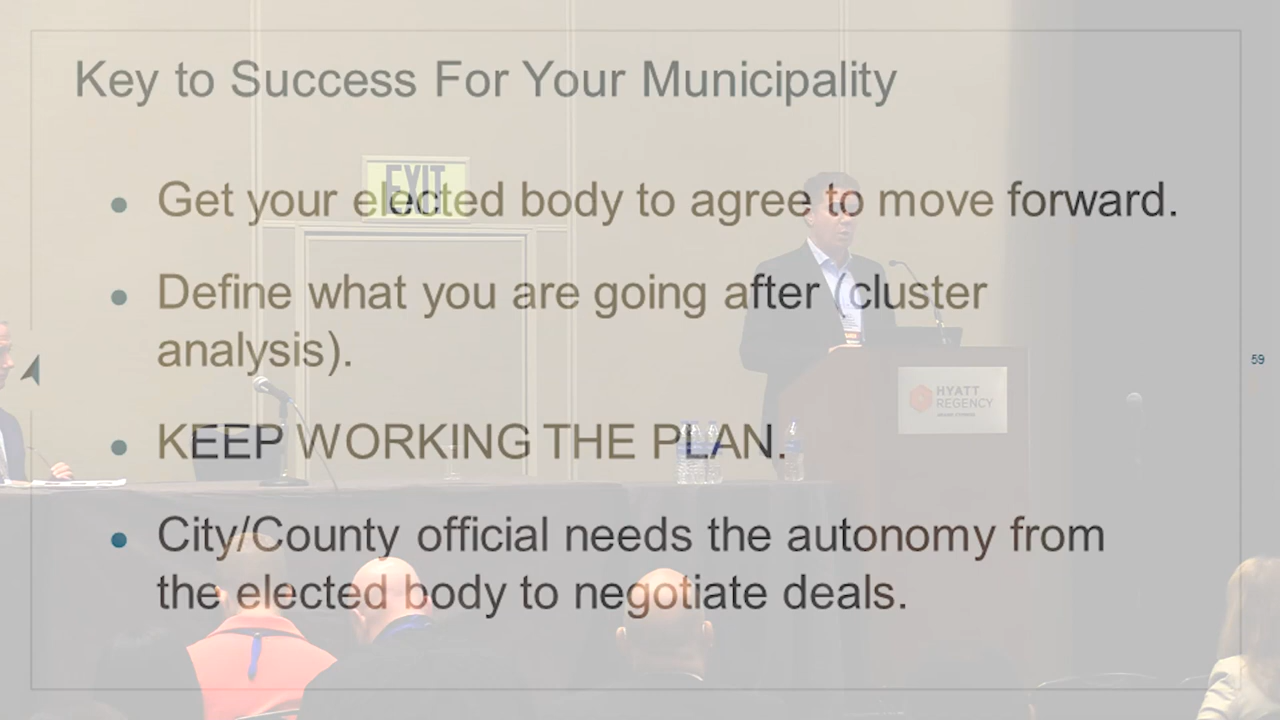 Key to Success For Your Municipality
EXIT
Get your elected body to agree to move forward.
Define what you are going after (cluster
analysis).
59
HYATT
REGENCY
KEEP WORKING THE PLAN.
City/County official needs the autonomy from
the elected body to negotiate deals.